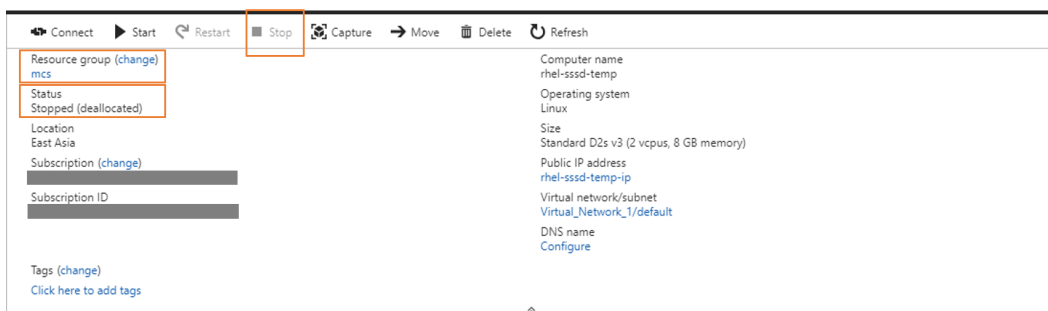 Connect Start Restart Stop Capture Move Delete Refresh
Resource group (change)
mcs
Status
Stopped (deallocated)
Location
East Asia
Subscription (change)
Subscription ID
Tags (change)
Click here to add tags
Computer name
rhel-sssd-temp
Operating system
Linux
Size
Standard D2s v3 (2 vcpus, 8 GB memory)
Public IP address
rhel-sssd-temp-ip
Virtual network/subnet
Virtual_Network_1/default
DNS name
Configure